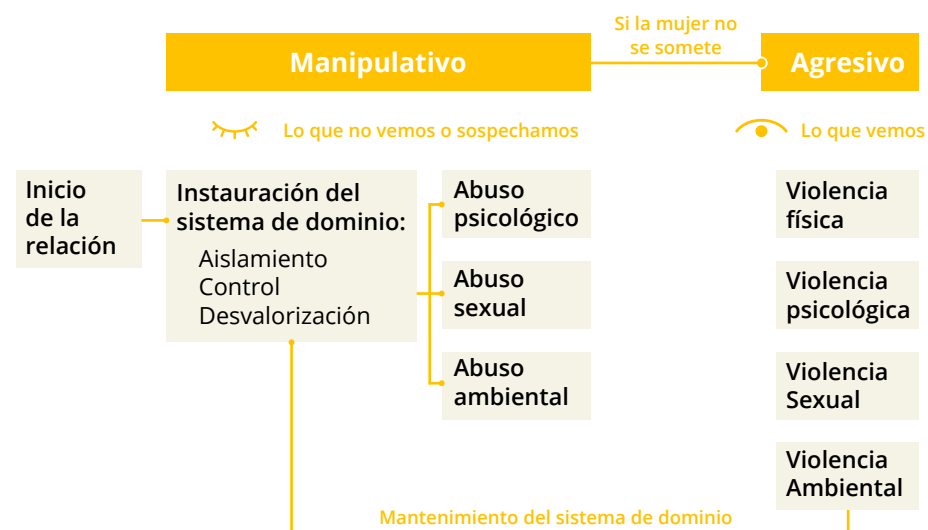 Si la mujer no
se somete
Manipulativo
Agresivo
Lo que no vemos o sospechamos
Lo que vemos
Inicio
de la
relación
Instauración del
sistema de dominio:
Aislamiento
Control
Desvalorización
Abuso
psicológico
Abuso
sexual
Abuso
ambiental
Violencia
física
Violencia
psicológica
Violencia
Sexual
Violencia
Ambiental
Mantenimiento del sistema de dominio